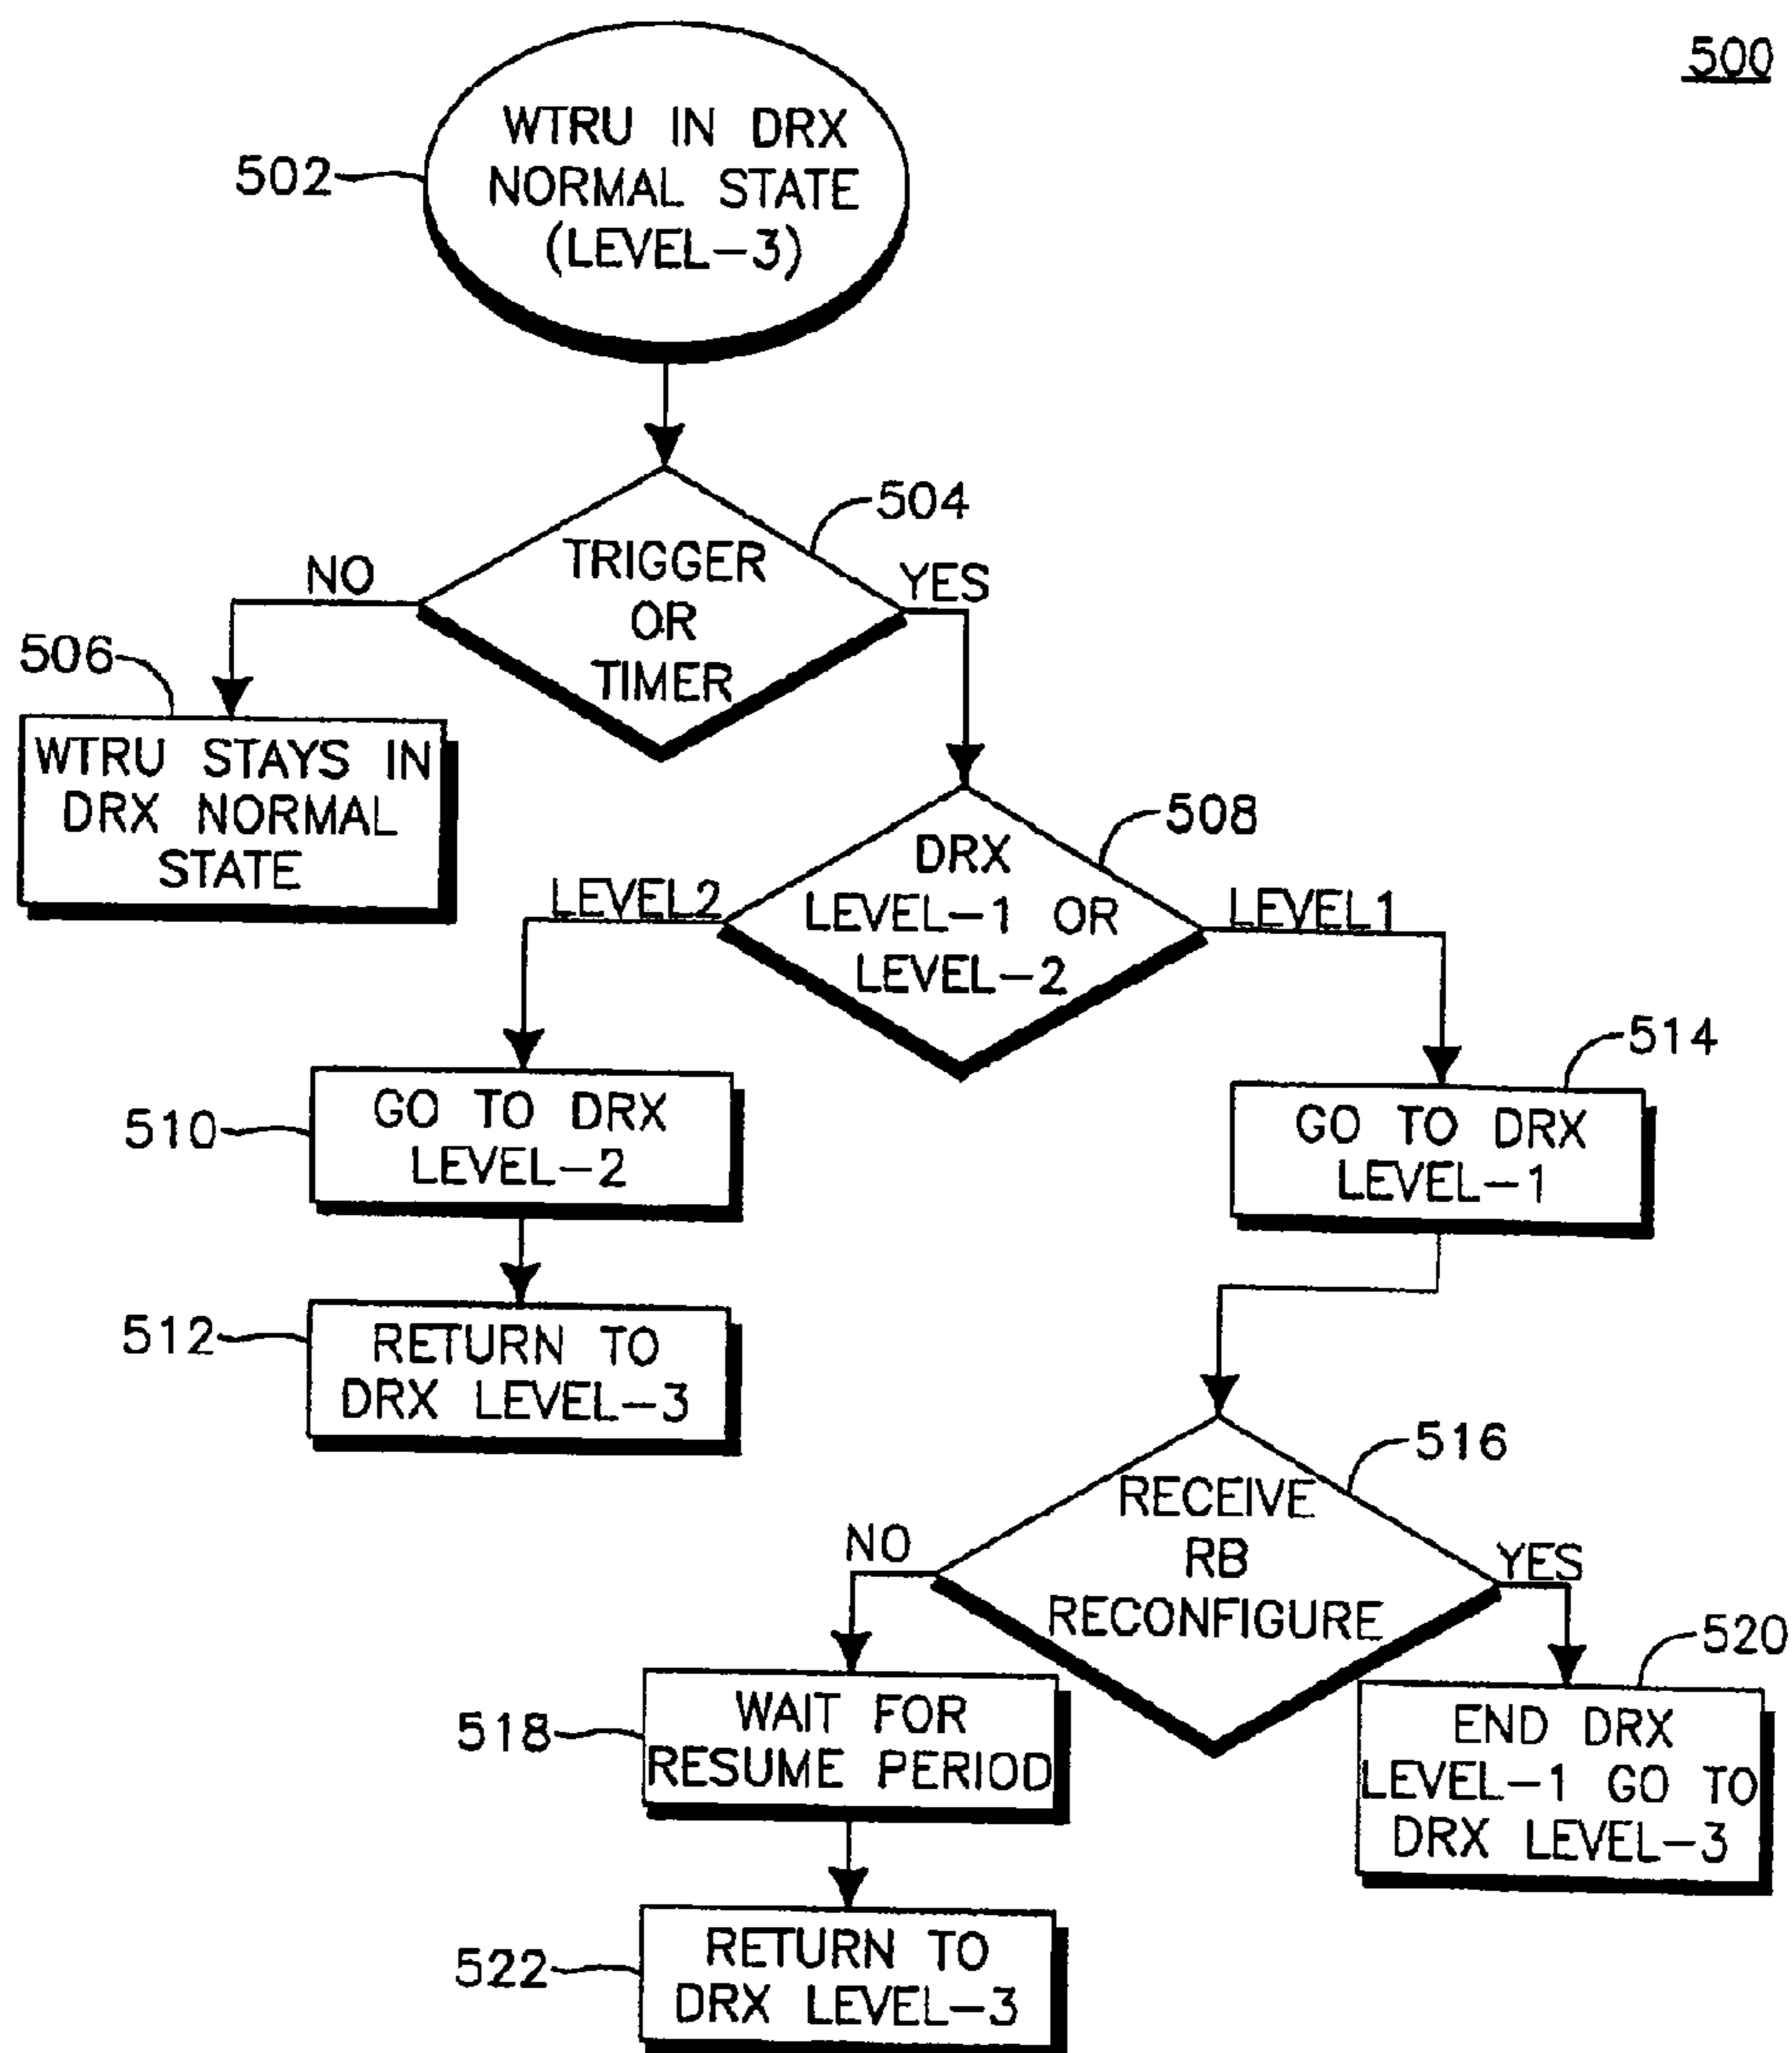 500
WTRU IN DRX
NORMAL STATE
(LEVEL-3)
502
504
TRIGGER
OR
TIMER
NO
YES
506
WTRU STAYS IN
DRX NORMAL
STATE
508
DRX
LEVEL-1 OR
LEVEL-2
LEVEL2
LEVEL1
510
GO TO DRX
LEVEL-2
514
GO TO DRX
LEVEL-1
512
RETURN TO
DRX LEVEL-3
516
RECEIVE
RB
RECONFIGURE
NO
YES
518
WAIT FOR
RESUME PERIOD
520
END DRX
LEVEL-1 GO TO
DRX LEVEL-3
522
RETURN TO
DRX LEVEL-3